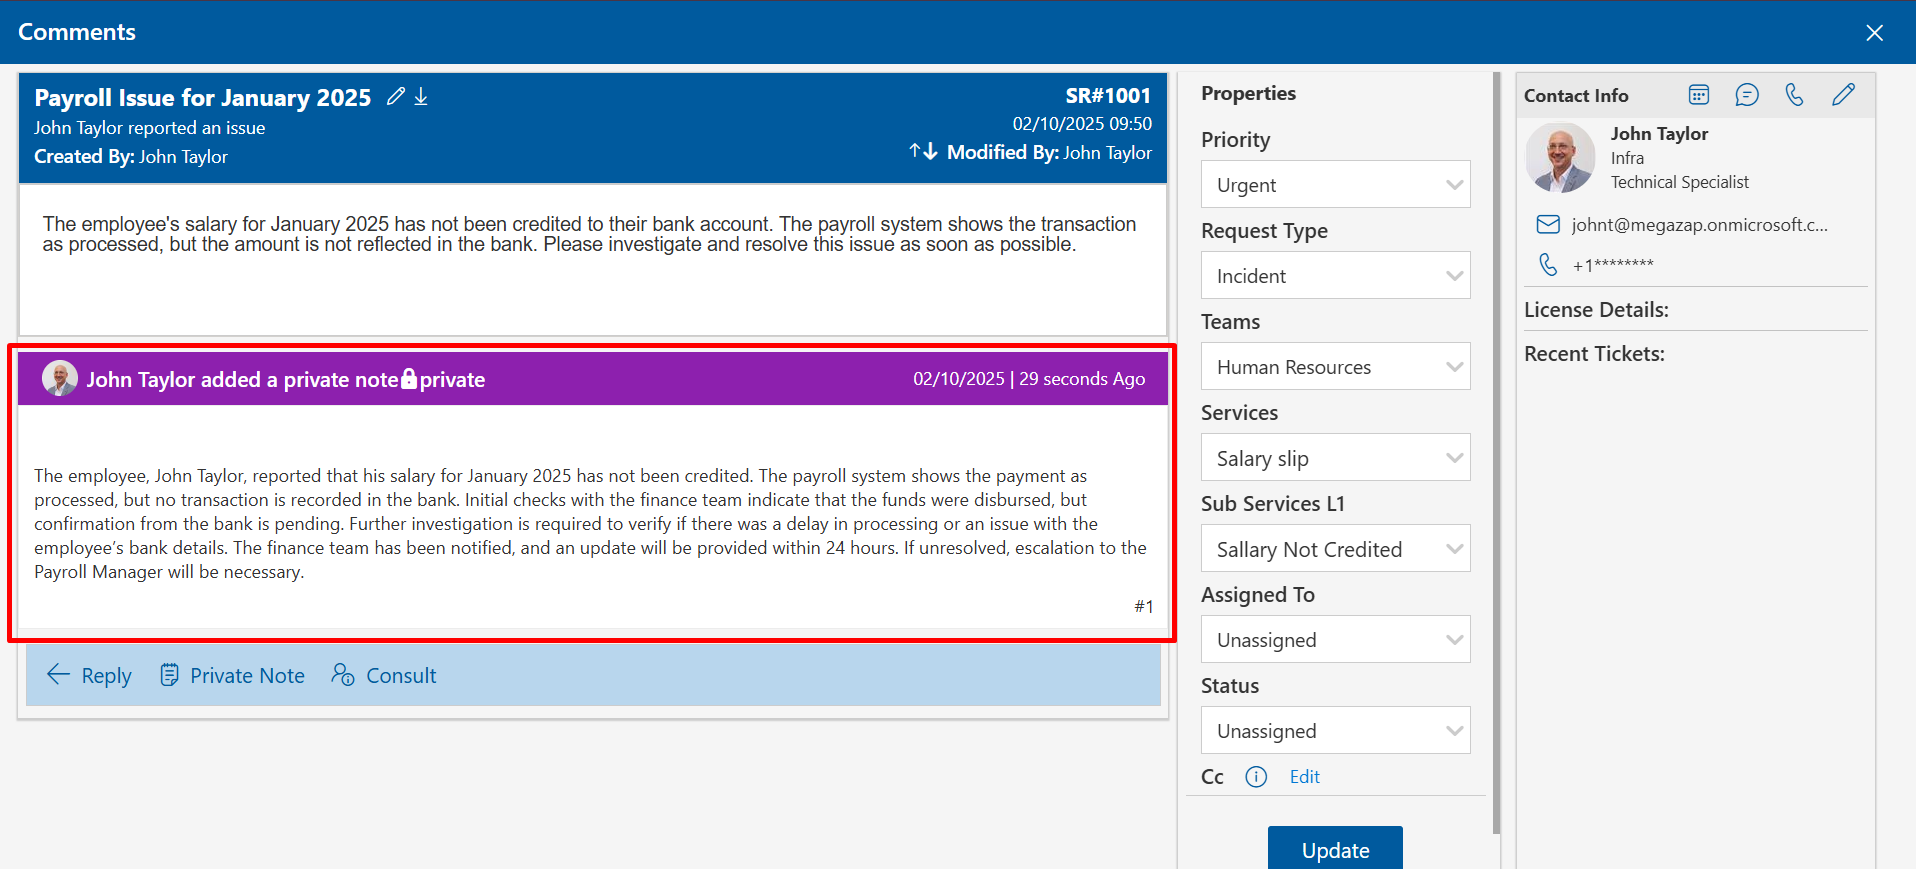 Comments
Payroll Issue for January 2025
SR#1001
John Taylor reported an issue
02/10/2025 09:50
Created By: John Taylor
Modified By: John Taylor
The employee's salary for January 2025 has not been credited to their bank account. The payroll system shows the transaction
as processed, but the amount is not reflected in the bank. Please investigate and resolve this issue as soon as possible.
John Taylor added a private note private
02/10/2025 | 29 seconds Ago
The employee, John Taylor, reported that his salary for January 2025 has not been credited. The payroll system shows the payment as
processed, but no transaction is recorded in the bank. Initial checks with the finance team indicate that the funds were disbursed, but
confirmation from the bank is pending. Further investigation is required to verify if there was a delay in processing or an issue with the
employee’s bank details. The finance team has been notified, and an update will be provided within 24 hours. If unresolved, escalation to the
Payroll Manager will be necessary.
#1
Reply
Private Note
Consult
Properties
Priority
Urgent
Request Type
Incident
Teams
Human Resources
Services
Salary slip
Sub Services L1
Sallary Not Credited
Assigned To
Unassigned
Status
Unassigned
Cc
Edit
Update
Contact Info
John Taylor
Infra
Technical Specialist
johnt@megazap.onmicrosoft.c...
+1********
License Details:
Recent Tickets: